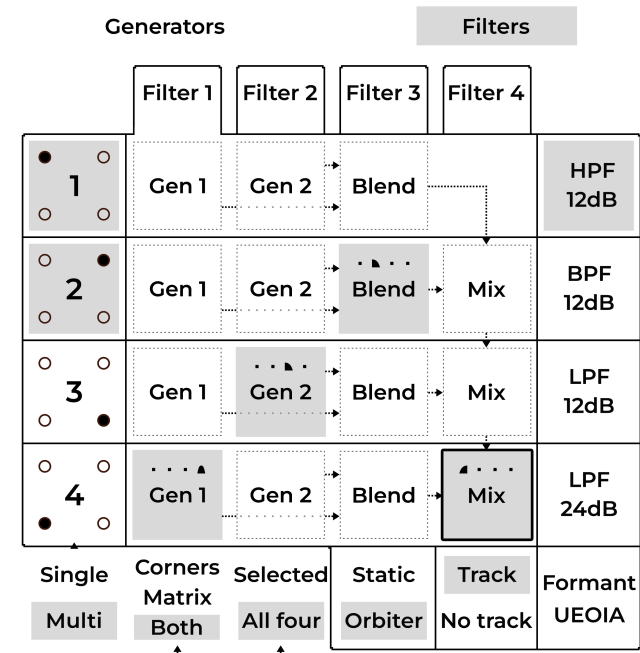 Generators Filters
Filter 1 Filter 2 Filter 3 Filter 4
1 Gen 1 Gen 2 Blend HPF
12dB
2 Gen 1 Gen 2 Blend Mix BPF
12dB
3 Gen 1 Gen 2 Blend Mix LPF
12dB
4 Gen 1 Gen 2 Blend Mix LPF
24dB
Single Corners Selected Static Track Formant
Matrix
Multi Both All four Orbiter No track UEOIA